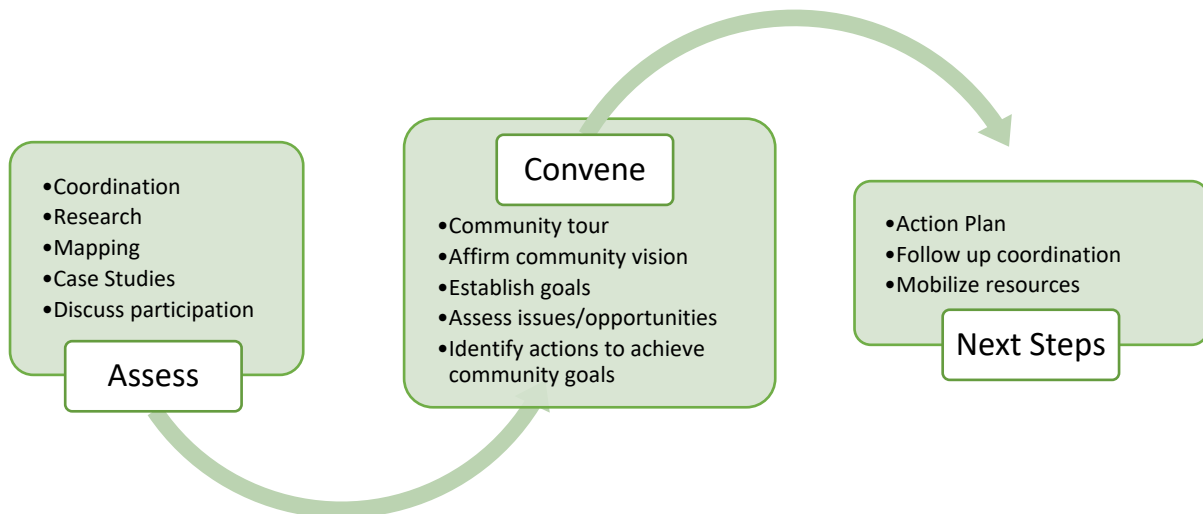 •Coordination
•Research
•Mapping
•Case Studies
•Discuss participation
Assess
Convene
•Community tour
•Affirm community vision
•Establish goals
•Assess issues/opportunities
•Identify actions to achieve
community goals
•Action Plan
•Follow up coordination
•Mobilize resources
Next Steps